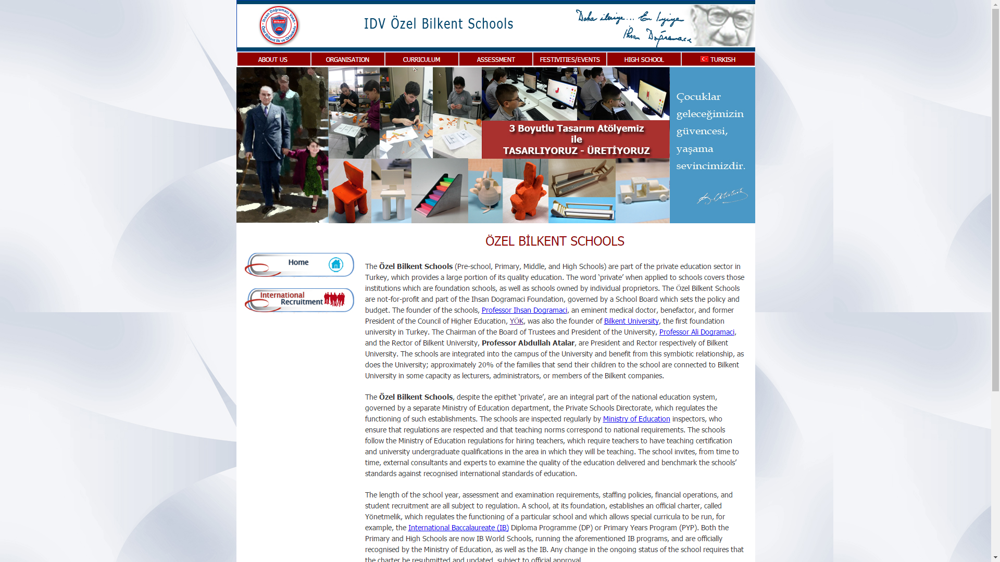 İhsan Doğramacı Vakfı
Bilkent
Özel Bilkent İlk ve Ortaokulu
IDV Özel Bilkent Schools
Daha ileriye... En İyiye
İhsan Doğramacı
ABOUT US
ORGANISATION
CURRICULUM
ASSESSMENT
FESTIVITIES/EVENTS
HIGH SCHOOL
TURKISH
3 Boyutlu Tasarım Atölyemiz
ile
TASARLIYORUZ - ÜRETİYORUZ
Çocuklar
geleceğimizin
güvencesi,
yaşama
sevincimizdir.
K. Atatürk
Home
International
Recruitment
ÖZEL BİLKENT SCHOOLS
The Özel Bilkent Schools (Pre-school, Primary, Middle, and High Schools) are part of the private education sector in
Turkey, which provides a large portion of its quality education. The word ‘private’ when applied to schools covers those
institutions which are foundation schools, as well as schools owned by individual proprietors. The Özel Bilkent Schools
are not-for-profit and part of the Ihsan Dogramaci Foundation, governed by a School Board which sets the policy and
budget. The founder of the schools, Professor Ihsan Dogramaci, an eminent medical doctor, benefactor, and former
President of the Council of Higher Education, YÖK, was also the founder of Bilkent University, the first foundation
university in Turkey. The Chairman of the Board of Trustees and President of the University, Professor Ali Dogramaci,
and the Rector of Bilkent University, Professor Abdullah Atalar, are President and Rector respectively of Bilkent
University. The schools are integrated into the campus of the University and benefit from this symbiotic relationship, as
does the University; approximately 20% of the families that send their children to the school are connected to Bilkent
University in some capacity as lecturers, administrators, or members of the Bilkent companies.
The Özel Bilkent Schools, despite the epithet ‘private’, are an integral part of the national education system,
governed by a separate Ministry of Education department, the Private Schools Directorate, which regulates the
functioning of such establishments. The schools are inspected regularly by Ministry of Education inspectors, who
ensure that regulations are respected and that teaching norms correspond to national requirements. The schools
follow the Ministry of Education regulations for hiring teachers, which require teachers to have teaching certification
and university undergraduate qualifications in the area in which they will be teaching. The school invites, from time to
time, external consultants and experts to examine the quality of the education delivered and benchmark the schools’
standards against recognised international standards of education.
The length of the school year, assessment and examination requirements, staffing policies, financial operations, and
student recruitment are all subject to regulation. A school, at its foundation, establishes an official charter, called
Yönetmelik, which regulates the functioning of a particular school and which allows special curricula to be run, for
example, the International Baccalaureate (IB) Diploma Programme (DP) or Primary Years Program (PYP). Both the
Primary and High Schools are now IB World Schools, running the aforementioned IB programs, and are officially
recognised by the Ministry of Education, as well as the IB. Any change in the ongoing status of the school requires that
the charter be resubmitted and updated, subject to official approval.